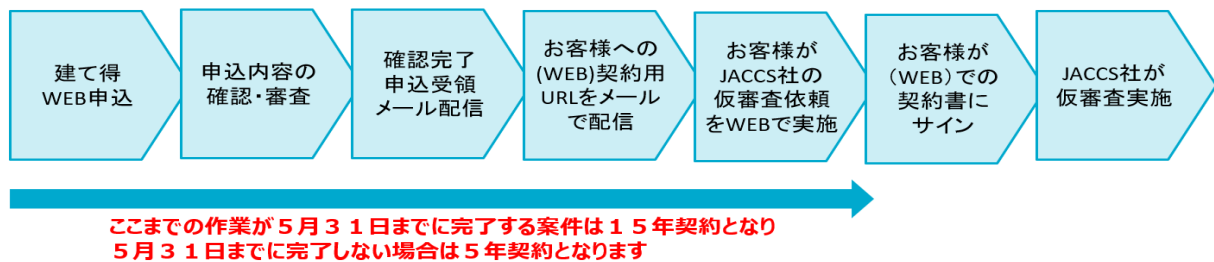 建て得
WEB申込
申込内容の
確認・審査
確認完了
申込受領
メール配信
お客様への
(WEB)契約用
URLをメール
で配信
お客様が
JACCS社の
仮審査依頼
をWEBで実施
お客様が
（WEB）での
契約書に
サイン
JACCS社が
仮審査実施
ここまでの作業が５月３１日までに完了する案件は１５年契約となり
５月３１日までに完了しない場合は５年契約となります